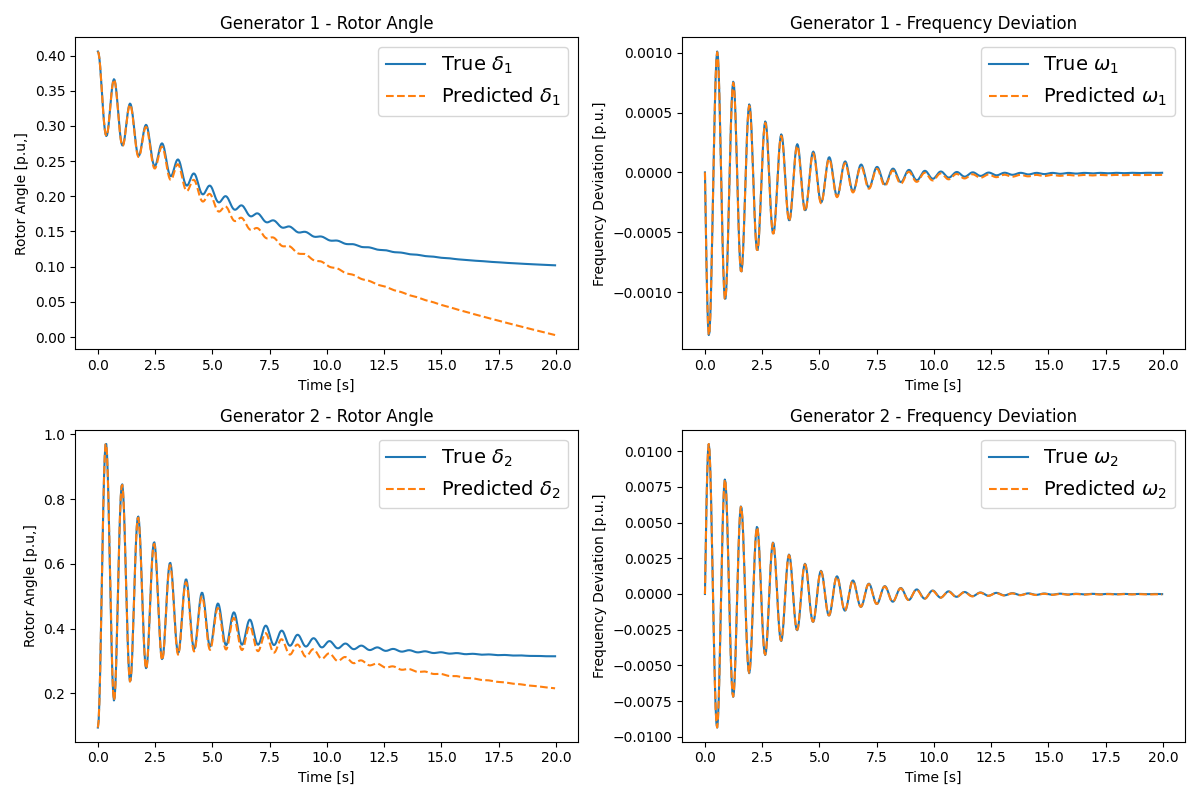 Generator 1 - Rotor Angle
Rotor Angle [p.u,]
0.40
0.35
0.30
0.25
0.20
0.15
0.10
0.05
0.00
True δ₁
Predicted δ₁
0.0 2.5 5.0 7.5 10.0 12.5 15.0 17.5 20.0
Time [s]
Generator 1 - Frequency Deviation
Frequency Deviation [p.u.]
0.0010
0.0005
0.0000
−0.0005
−0.0010
True ω₁
Predicted ω₁
0.0 2.5 5.0 7.5 10.0 12.5 15.0 17.5 20.0
Time [s]
Generator 2 - Rotor Angle
Rotor Angle [p.u,]
1.0
0.8
0.6
0.4
0.2
True δ₂
Predicted δ₂
0.0 2.5 5.0 7.5 10.0 12.5 15.0 17.5 20.0
Time [s]
Generator 2 - Frequency Deviation
Frequency Deviation [p.u.]
0.0100
0.0075
0.0050
0.0025
0.0000
−0.0025
−0.0050
−0.0075
−0.0100
True ω₂
Predicted ω₂
0.0 2.5 5.0 7.5 10.0 12.5 15.0 17.5 20.0
Time [s]